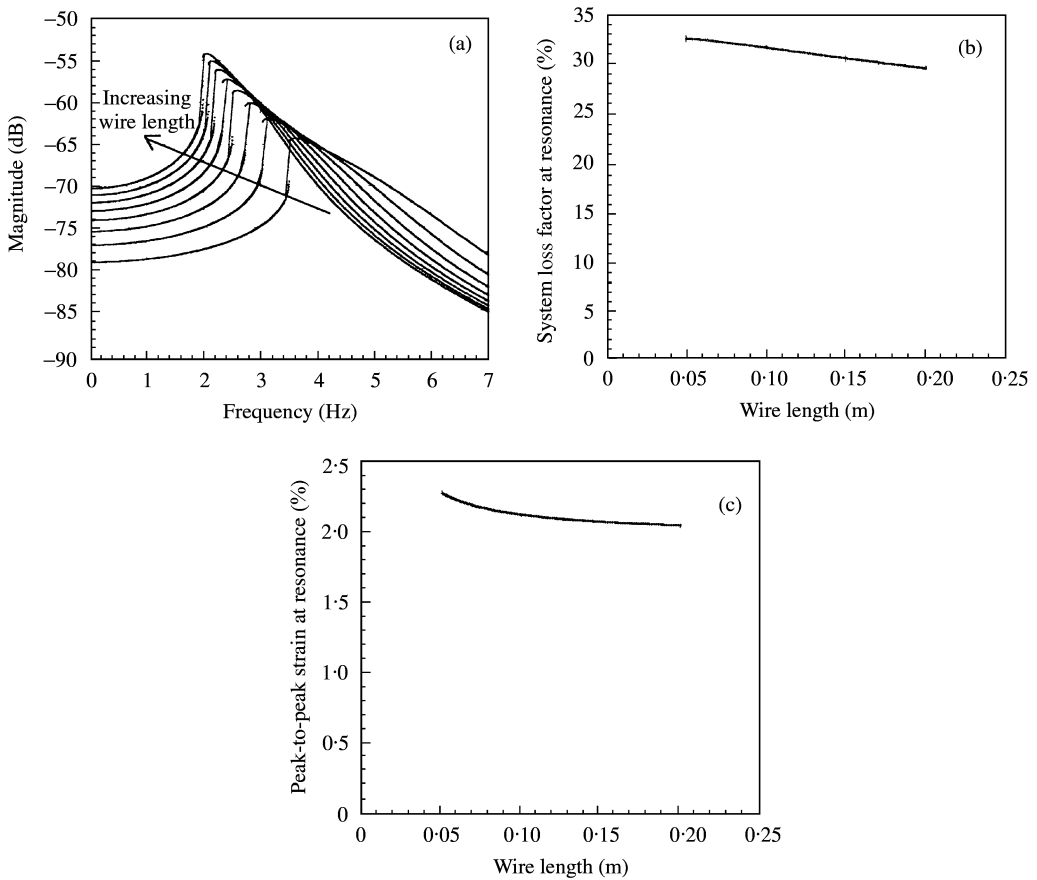 (a)
Magnitude (dB)
−50
−55
−60
−65
−70
−75
−80
−85
−90
Increasing
wire length
0 1 2 3 4 5 6 7
Frequency (Hz)
(b)
System loss factor at resonance (%)
35
30
25
20
15
10
5
0
0 0·05 0·10 0·15 0·20 0·25
Wire length (m)
(c)
Peak-to-peak strain at resonance (%)
2·5
2·0
1·5
1·0
0·5
0
0 0·05 0·10 0·15 0·20 0·25
Wire length (m)